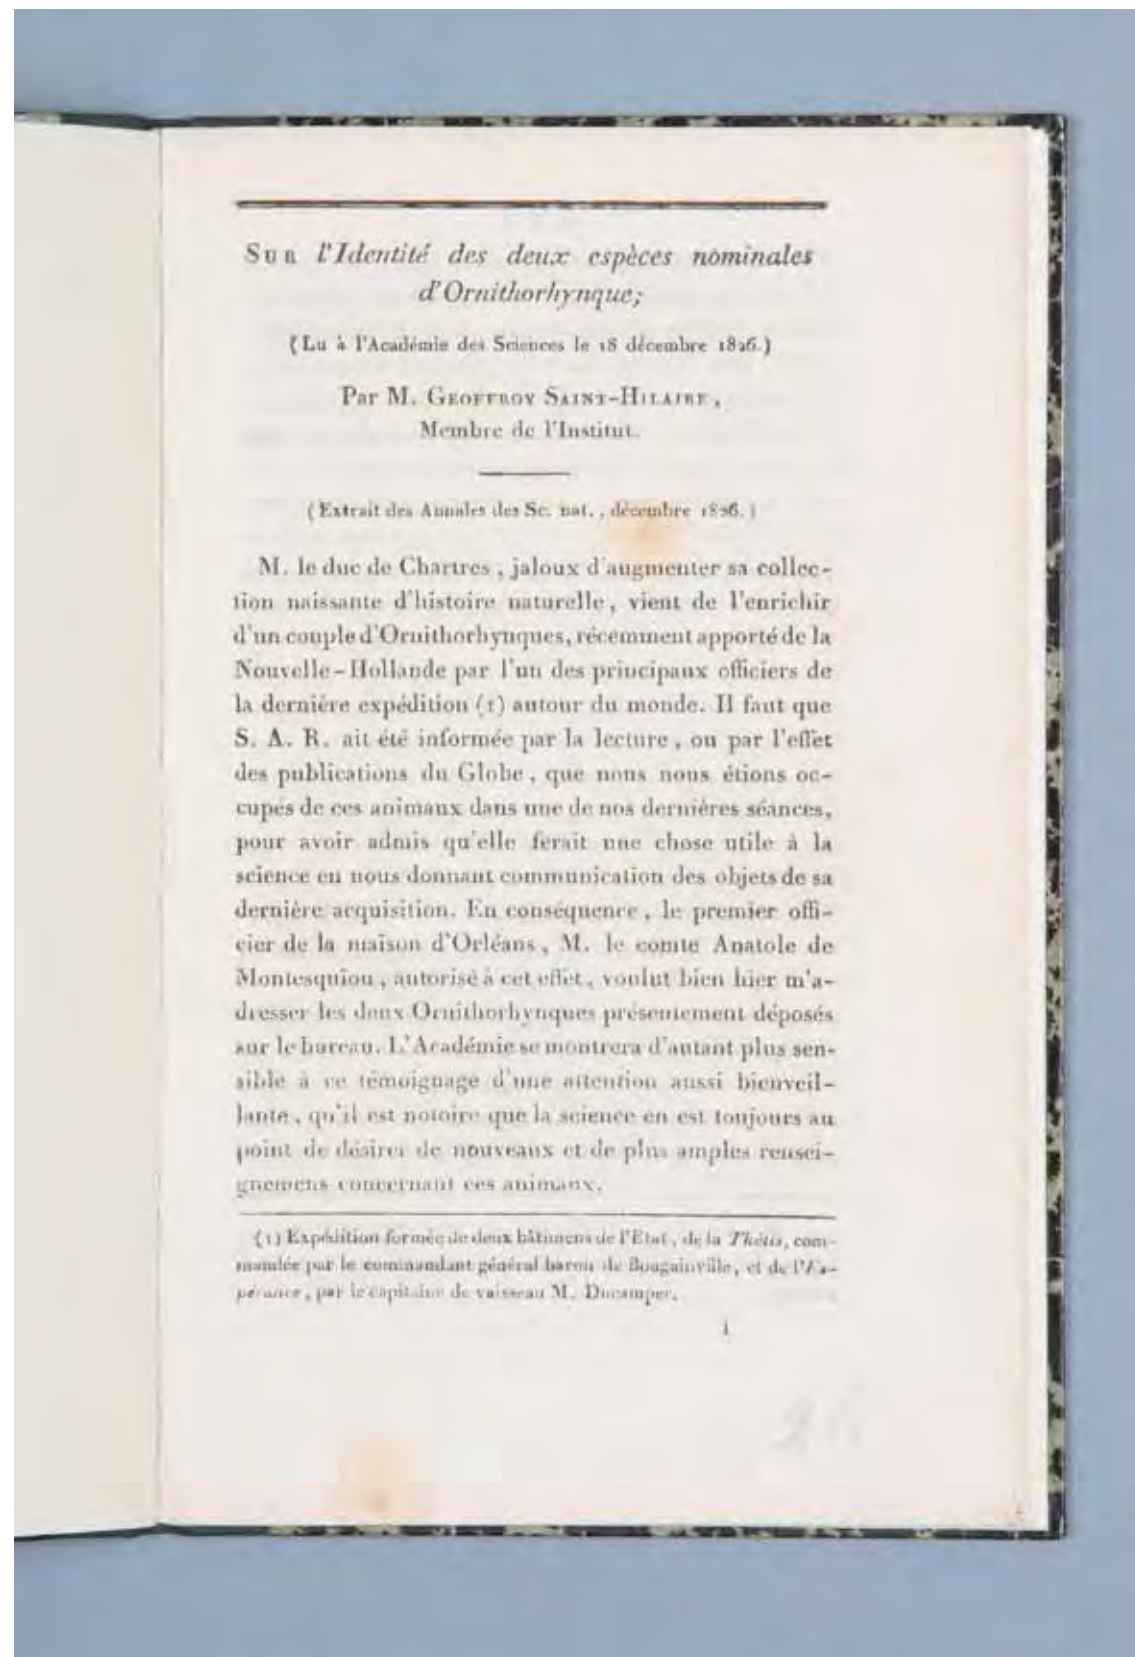 Sur l'Identité des deux espèces nominales
d'Ornithorhynque;
(Lu à l'Académie des Sciences le 18 décembre 1826.)
Par M. Geoffroy Saint-Hilaire,
Membre de l'Institut.
(Extrait des Annales des Sc. nat., décembre 1826.)
M. le duc de Chartres, jaloux d'augmenter sa collec-
tion naissante d'histoire naturelle, vient de l'enrichir
d'un couple d'Ornithorhynques, récemment apporté de la
Nouvelle-Hollande par l'un des principaux officiers de
la dernière expédition (1) autour du monde. Il faut que
S. A. R. ait été informée par la lecture, ou par l'effet
des publications du Globe, que nous nous étions oc-
cupés de ces animaux dans une de nos dernières séances,
pour avoir admis qu'elle ferait une chose utile à la
science en nous donnant communication des objets de sa
dernière acquisition. En conséquence, le premier offi-
cier de la maison d'Orléans, M. le comte Anatole de
Montesquiou, autorisé à cet effet, voulut bien hier m'a-
dresser les deux Ornithorhynques présentement déposés
sur le bureau. L'Académie se montrera d'autant plus sen-
sible à ce témoignage d'une attention aussi bienveil-
lante, qu'il est notoire que la science en est toujours au
point de désirer de nouveaux et de plus amples rensei-
gnemens concernant ces animaux.
(1) Expédition formée de deux bâtimens de l'État, de la Thétis, com-
mandée par le commandant général baron de Bougainville, et de l'Es-
pérance, par le capitaine de vaisseau M. Ducamper.
1